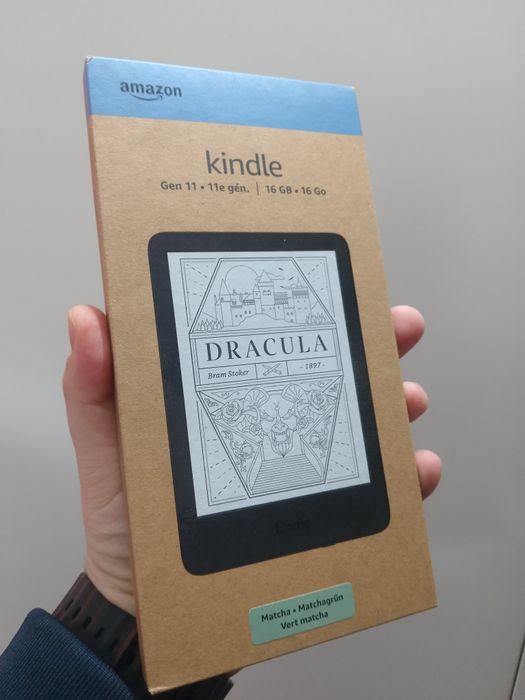 amazon
kindle
Gen 11 • 11e gén. | 16 GB • 16 Go
DRACULA
Bram Stoker
- 1897 -
kindle
Matcha • Matchagrün
Vert matcha